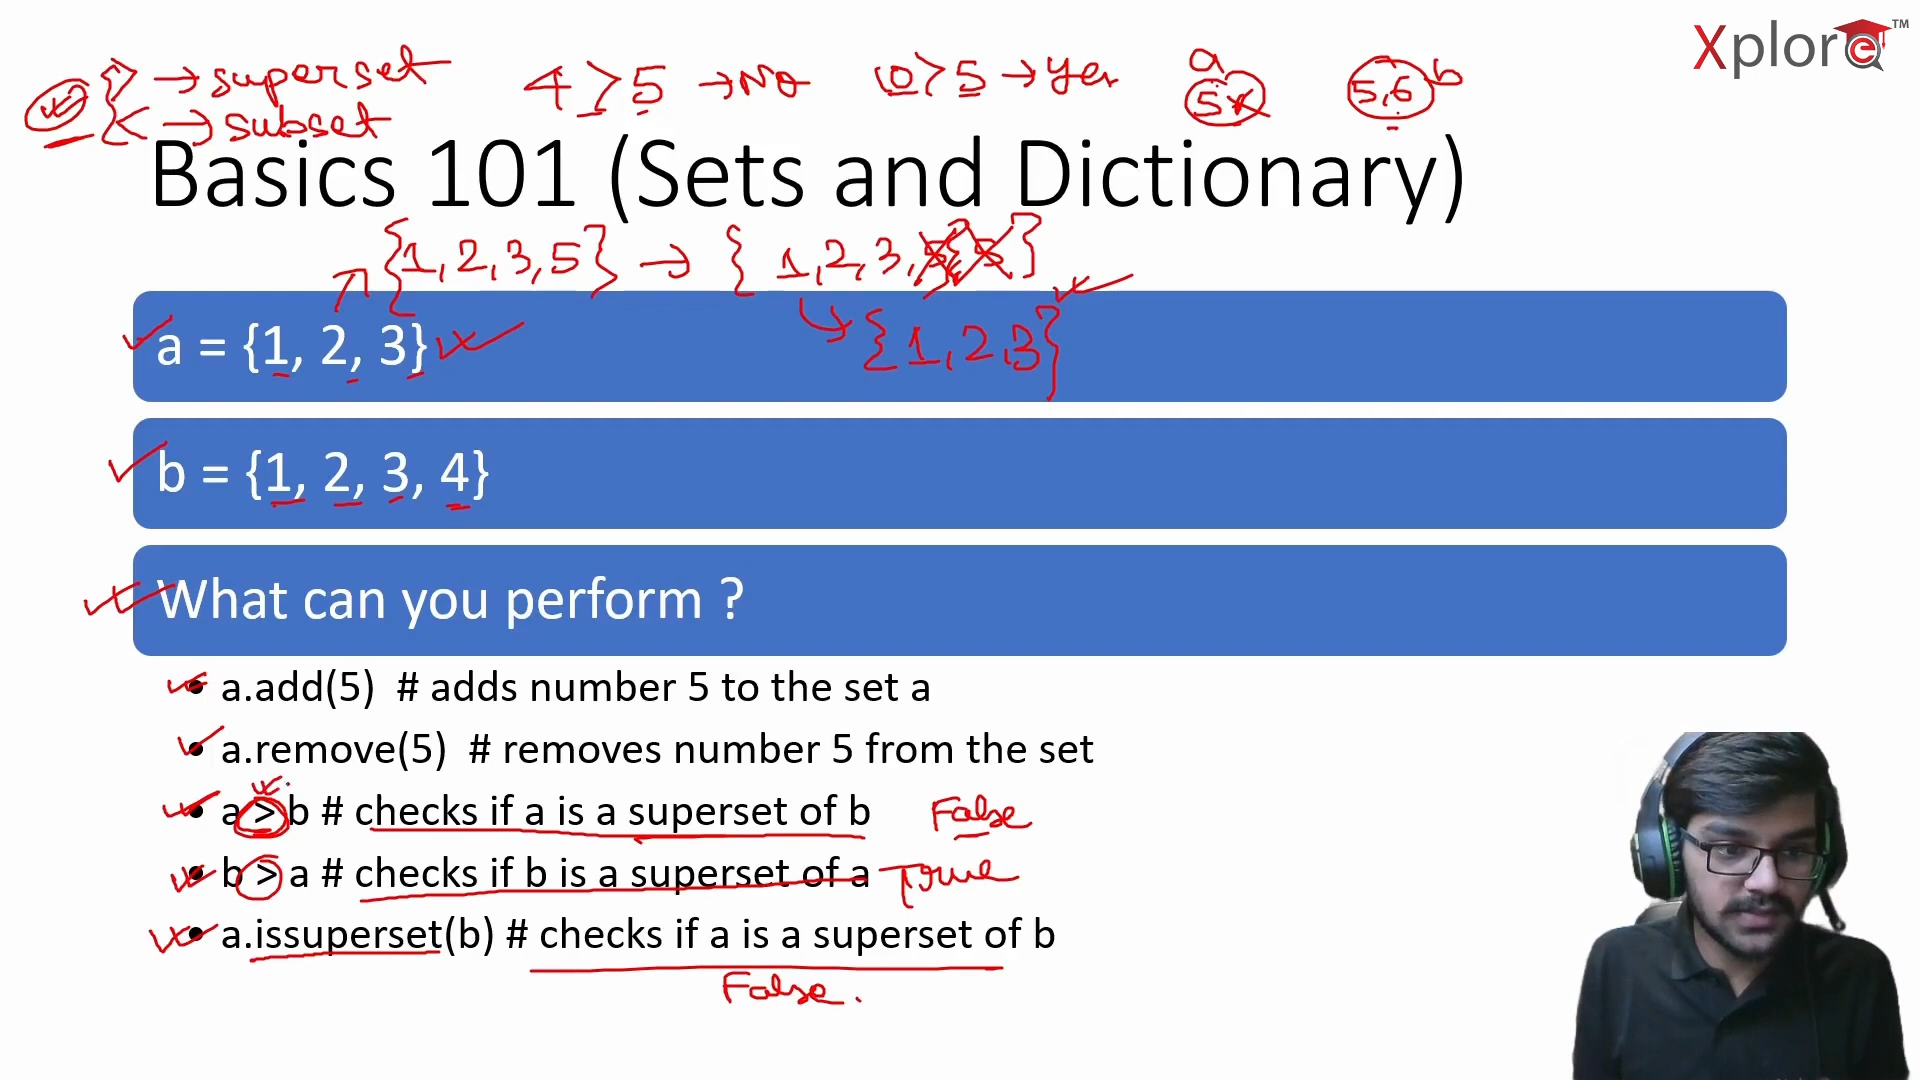 Xplore™
> → superset 4 > 5 → No 10 > 5 → Yes a b
< → subset 5 5,6
Basics 101 (Sets and Dictionary)
{1, 2, 3, 5} → { 1, 2, 3, }
a = {1, 2, 3} {1, 2, 3}
b = {1, 2, 3, 4}
What can you perform ?
• a.add(5) # adds number 5 to the set a
• a.remove(5) # removes number 5 from the set
• a > b # checks if a is a superset of b False
• b > a # checks if b is a superset of a True
• a.issuperset(b) # checks if a is a superset of b
False.